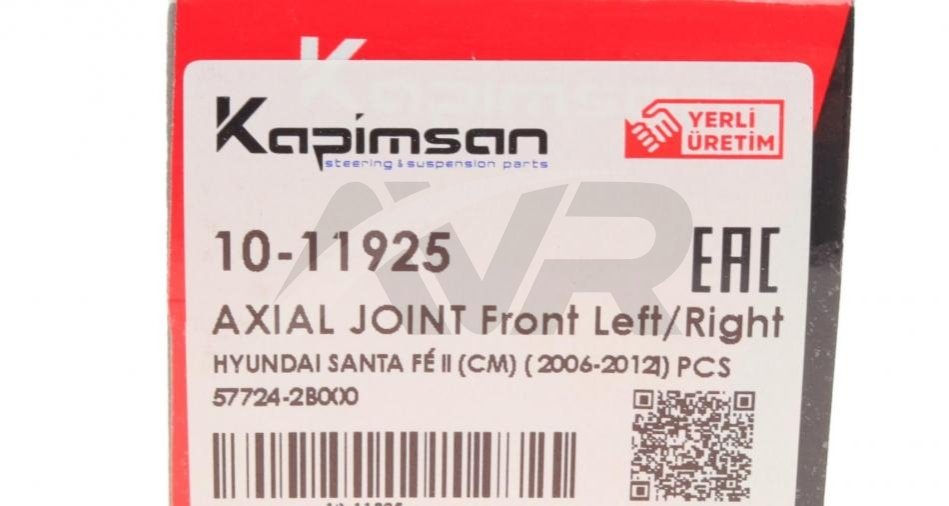 Kapimsan
steering & suspension parts
YERLİ
ÜRETİM
10-11925
EAC
AXIAL JOINT Front Left/Right
HYUNDAI SANTA FÉ II (CM) ( 2006-2012|) PCS
57724-2B000
AVR